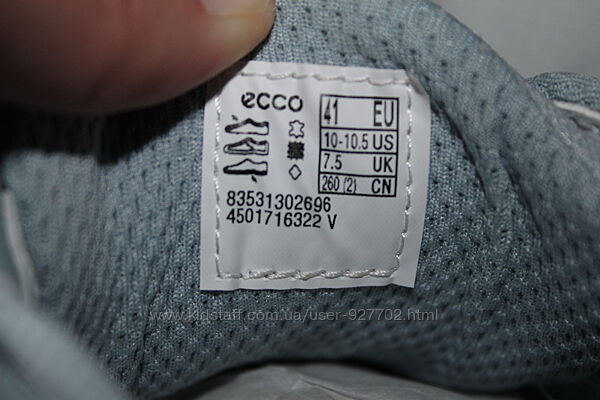 ecco
41 EU
10-10.5 US
7.5 UK
260 (2) CN
83531302696
4501716322 V
www.kidstaff.com.ua/user-927702.html